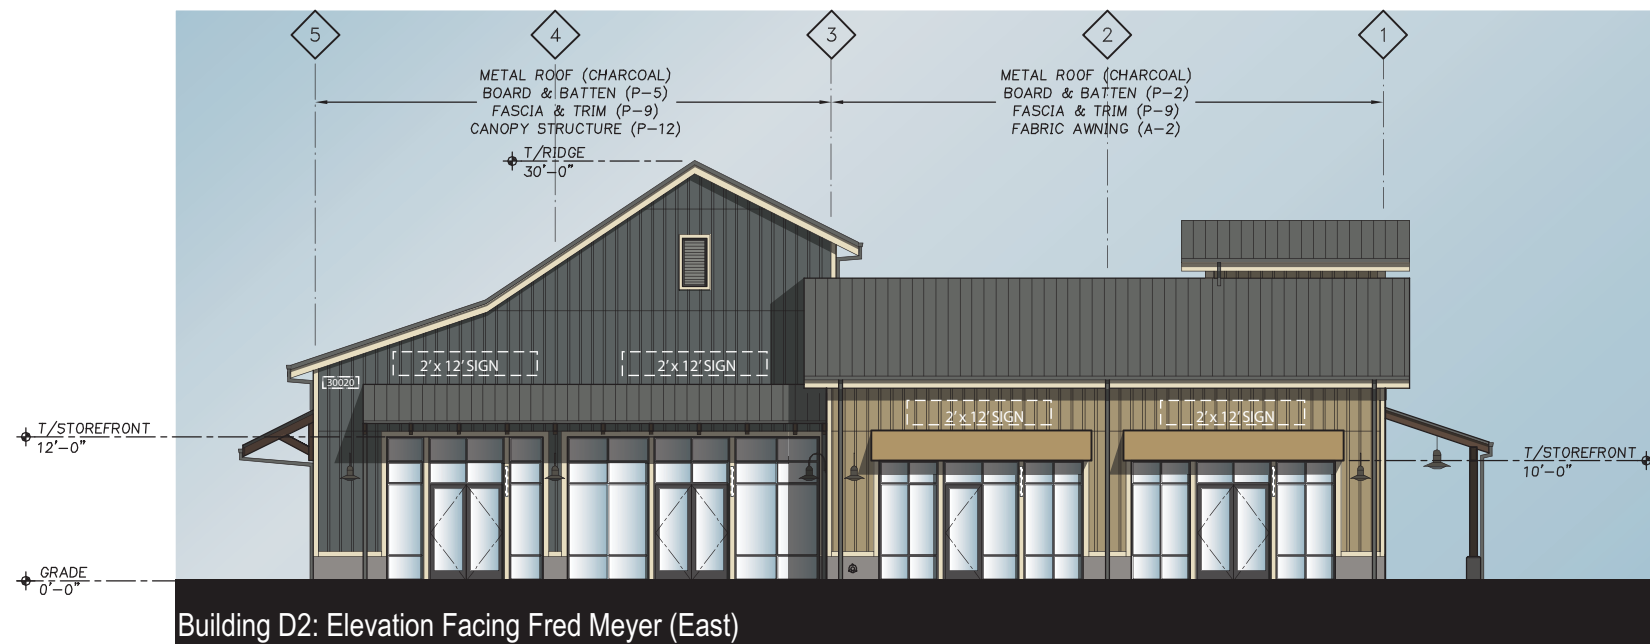 5
4
3
2
1
METAL ROOF (CHARCOAL)
BOARD & BATTEN (P-5)
FASCIA & TRIM (P-9)
CANOPY STRUCTURE (P-12)
METAL ROOF (CHARCOAL)
BOARD & BATTEN (P-2)
FASCIA & TRIM (P-9)
FABRIC AWNING (A-2)
T/RIDGE
30'-0"
2' x 12' SIGN
2' x 12' SIGN
30020
2' x 12' SIGN
2' x 12' SIGN
T/STOREFRONT
12'-0"
T/STOREFRONT
10'-0"
GRADE
0'-0"
Building D2: Elevation Facing Fred Meyer (East)